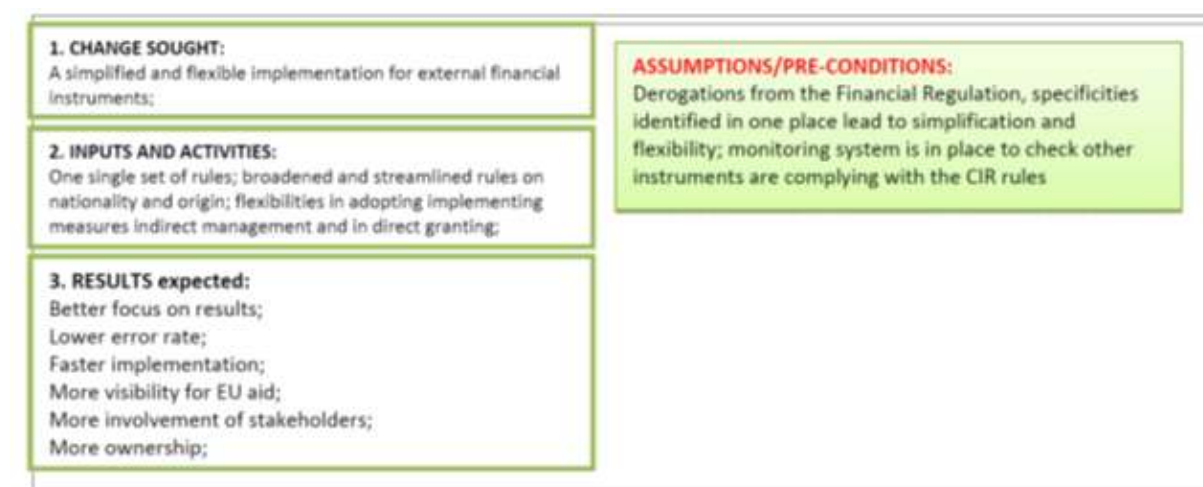 1. CHANGE SOUGHT:
A simplified and flexible implementation for external financial
instruments;
2. INPUTS AND ACTIVITIES:
One single set of rules; broadened and streamlined rules on
nationality and origin; flexibilities in adopting implementing
measures indirect management and in direct granting;
3. RESULTS expected:
Better focus on results;
Lower error rate;
Faster implementation;
More visibility for EU aid;
More involvement of stakeholders;
More ownership;
ASSUMPTIONS/PRE-CONDITIONS:
Derogations from the Financial Regulation, specificities
identified in one place lead to simplification and
flexibility; monitoring system is in place to check other
instruments are complying with the CIR rules